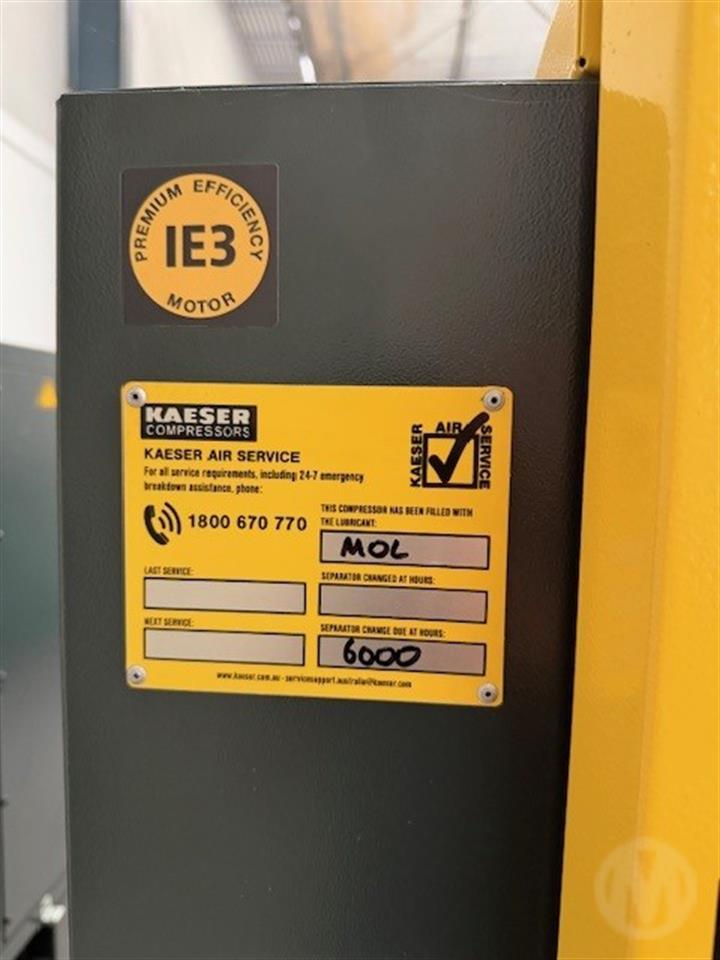 PREMIUM EFFICIENCY
IE3
MOTOR
KAESER
COMPRESSORS
KAESER AIR SERVICE
For all service requirements, including 24-7 emergency
breakdown assistance, phone:
1800 670 770
KAESER AIR SERVICE
THIS COMPRESSOR HAS BEEN FILLED WITH
THE LUBRICANT:
MOL
LAST SERVICE:
SEPARATOR CHANGED AT HOURS:
NEXT SERVICE:
SEPARATOR CHANGE DUE AT HOURS:
6000
www.kaeser.com.au - servicesupport.australia@kaeser.com
M